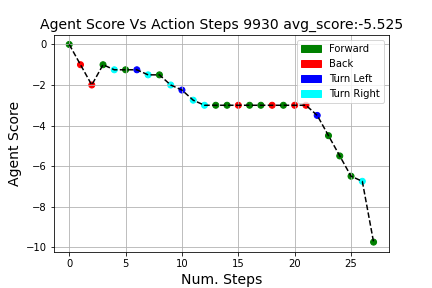 Agent Score Vs Action Steps 9930 avg_score:-5.525
Forward
Back
Turn Left
Turn Right
0
−2
−4
−6
−8
−10
Agent Score
0 5 10 15 20 25
Num. Steps